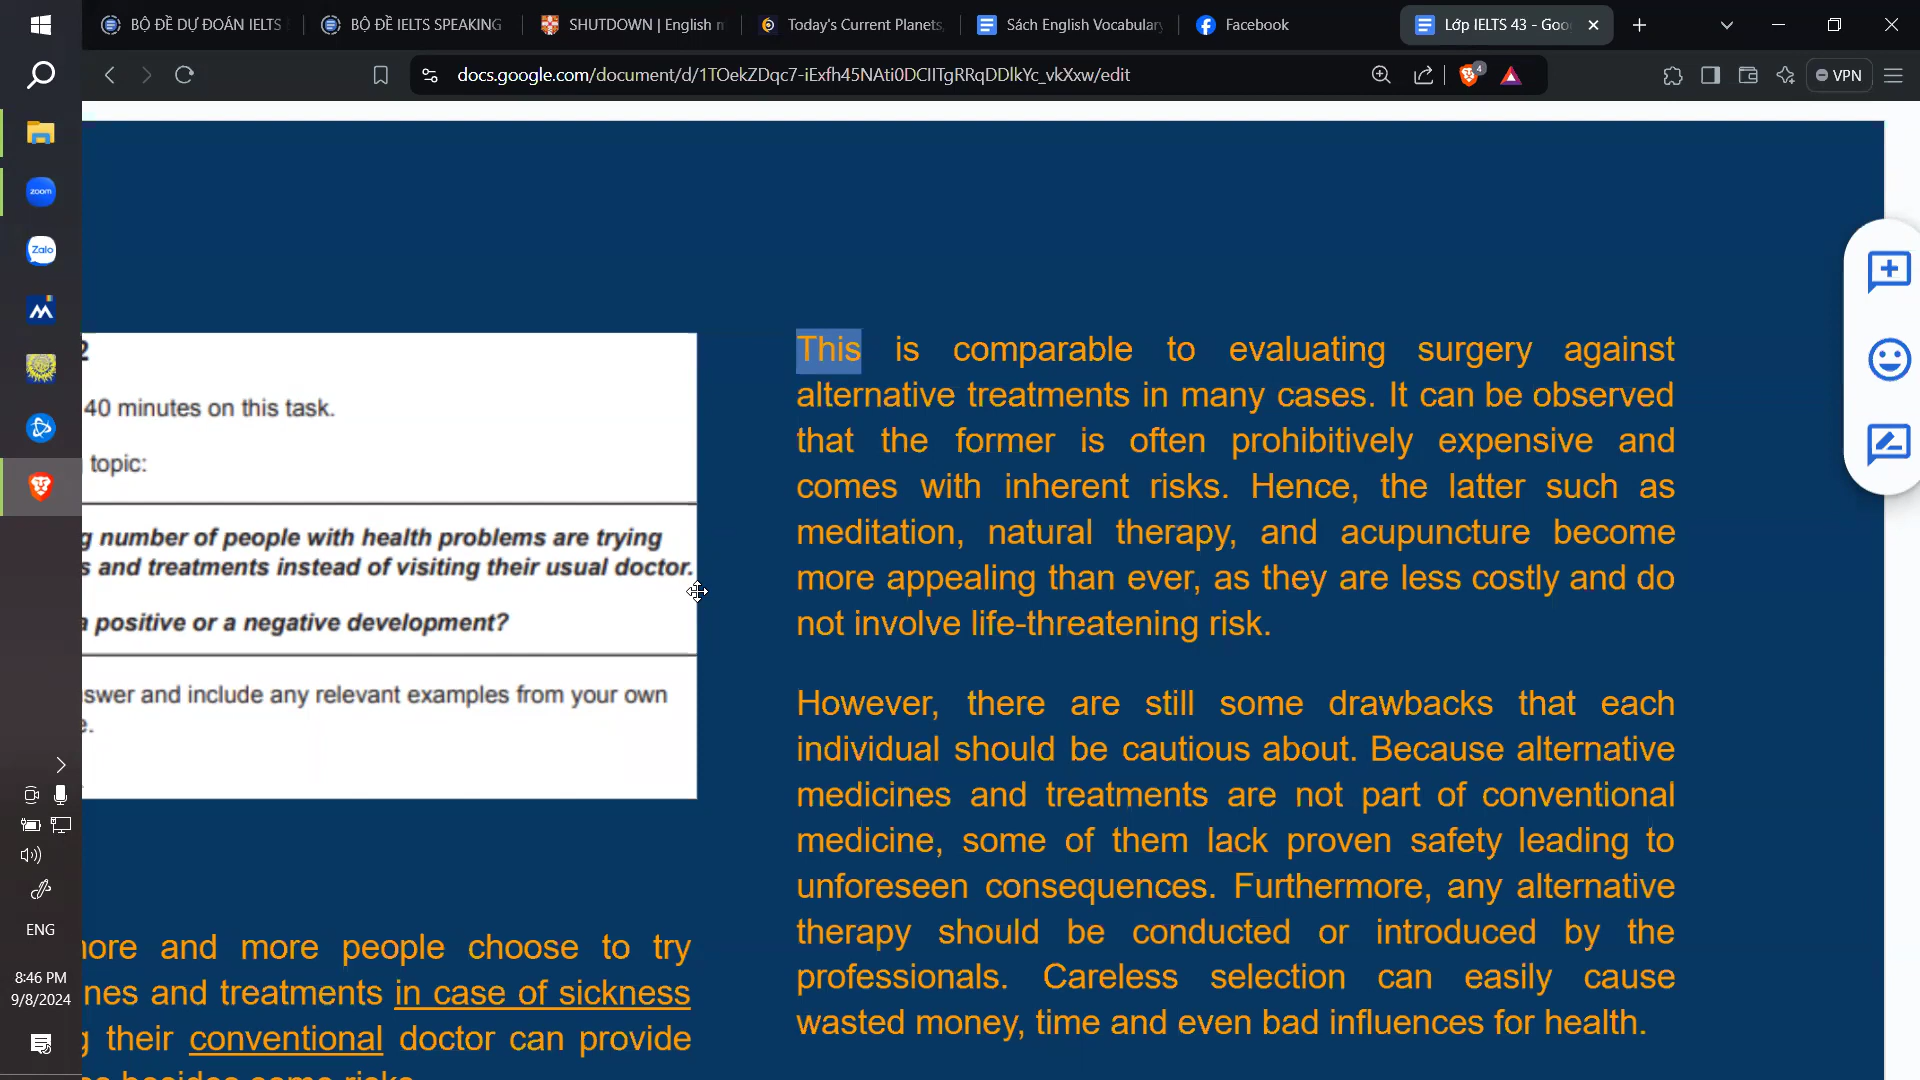 BỘ ĐỀ DỰ ĐOÁN IELTS
BỘ ĐỀ IELTS SPEAKING
SHUTDOWN | English m
Today's Current Planets,
Sách English Vocabulary
Facebook
Lớp IELTS 43 - Goo
docs.google.com/document/d/1TOekZDqc7-iExfh45NAti0DCIITgRRqDDlkYc_vkXxw/edit
4
VPN
zoom
Zalo
2
40 minutes on this task.
topic:
g number of people with health problems are trying
s and treatments instead of visiting their usual doctor.
a positive or a negative development?
swer and include any relevant examples from your own
e.
nore and more people choose to try
nes and treatments in case of sickness
g their conventional doctor can provide
besides some risks
This is comparable to evaluating surgery against
alternative treatments in many cases. It can be observed
that the former is often prohibitively expensive and
comes with inherent risks. Hence, the latter such as
meditation, natural therapy, and acupuncture become
more appealing than ever, as they are less costly and do
not involve life-threatening risk.
However, there are still some drawbacks that each
individual should be cautious about. Because alternative
medicines and treatments are not part of conventional
medicine, some of them lack proven safety leading to
unforeseen consequences. Furthermore, any alternative
therapy should be conducted or introduced by the
professionals. Careless selection can easily cause
wasted money, time and even bad influences for health.
ENG
8:46 PM
9/8/2024